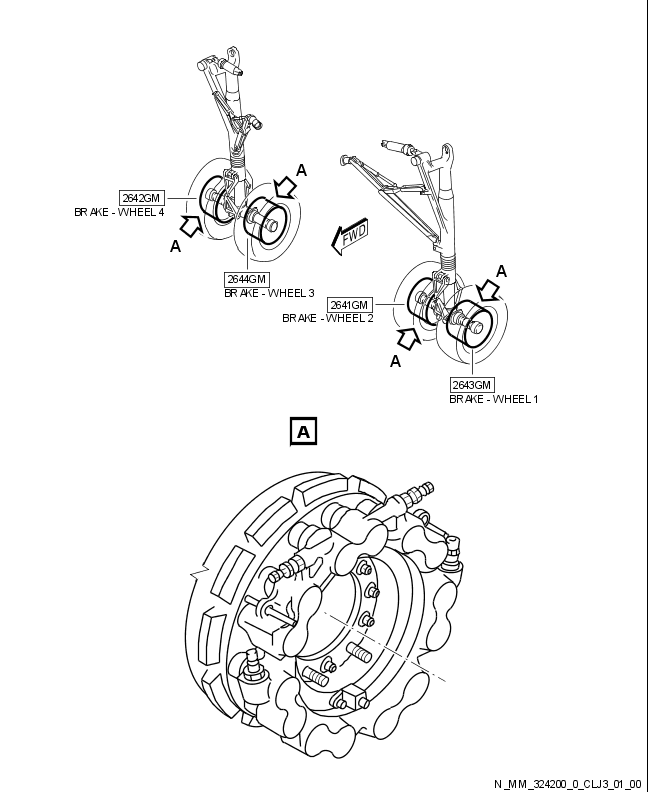 A
2642GM
BRAKE - WHEEL 4
A
FWD
2644GM
BRAKE - WHEEL 3
A
2641GM
BRAKE - WHEEL 2
A
2643GM
BRAKE - WHEEL 1
A
N_MM_324200_0_CLJ3_01_00